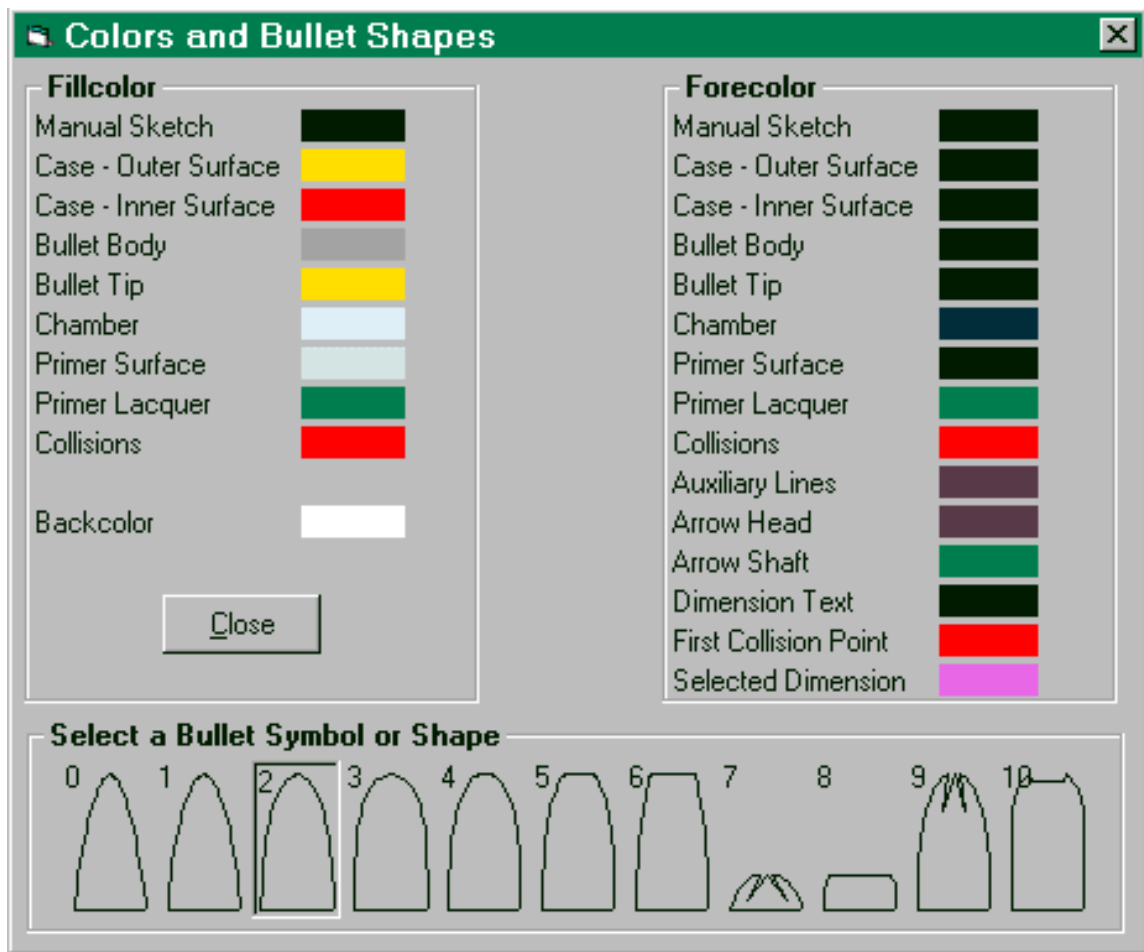 Colors and Bullet Shapes
Fillcolor
Manual Sketch
Case - Outer Surface
Case - Inner Surface
Bullet Body
Bullet Tip
Chamber
Primer Surface
Primer Lacquer
Collisions
Backcolor
Close
Forecolor
Manual Sketch
Case - Outer Surface
Case - Inner Surface
Bullet Body
Bullet Tip
Chamber
Primer Surface
Primer Lacquer
Collisions
Auxiliary Lines
Arrow Head
Arrow Shaft
Dimension Text
First Collision Point
Selected Dimension
Select a Bullet Symbol or Shape
0 1 2 3 4 5 6 7 8 9 10